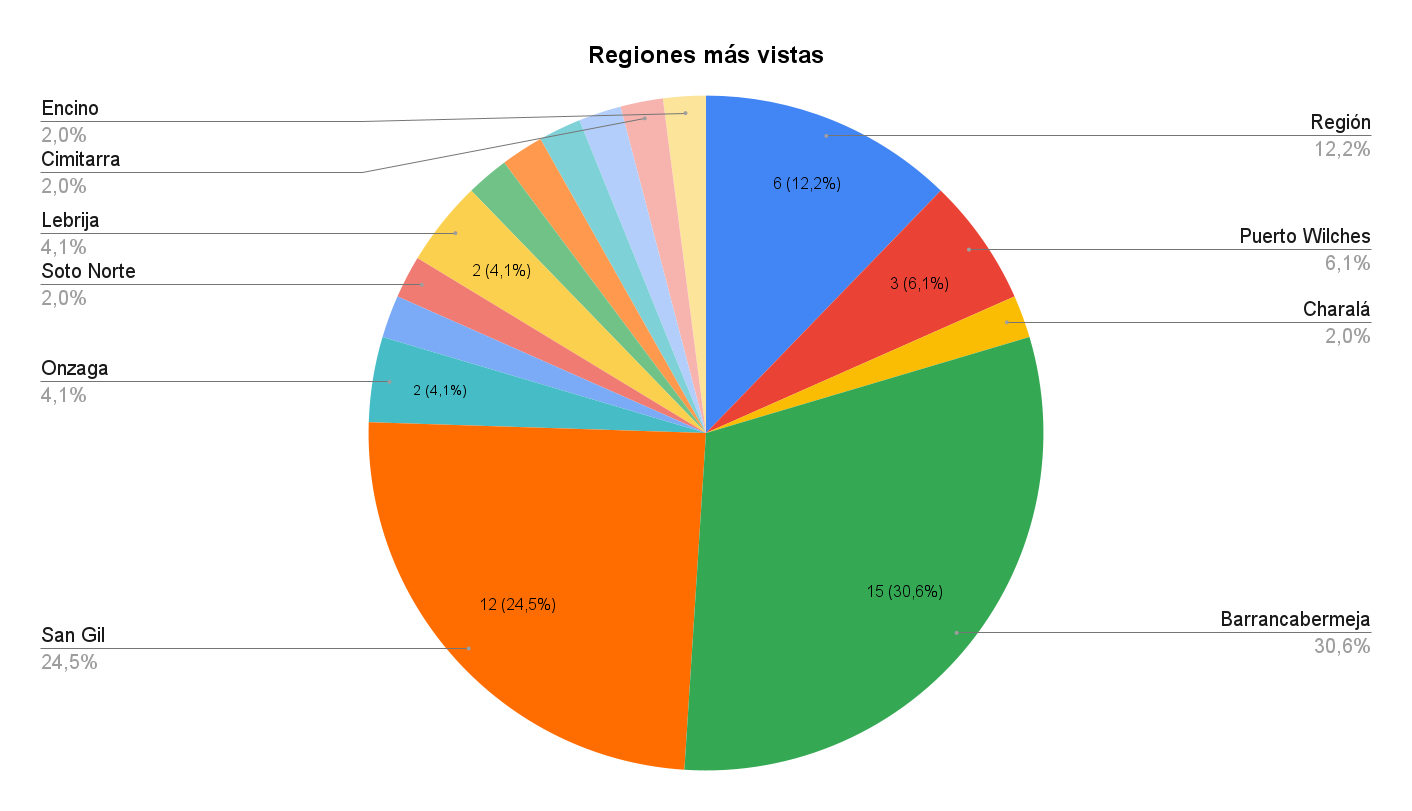 Regiones más vistas
Encino
2,0%
Cimitarra
2,0%
Lebrija
4,1%
Soto Norte
2,0%
Onzaga
4,1%
San Gil
24,5%
Región
12,2%
Puerto Wilches
6,1%
Charalá
2,0%
Barrancabermeja
30,6%
6 (12,2%)
3 (6,1%)
15 (30,6%)
12 (24,5%)
2 (4,1%)
2 (4,1%)